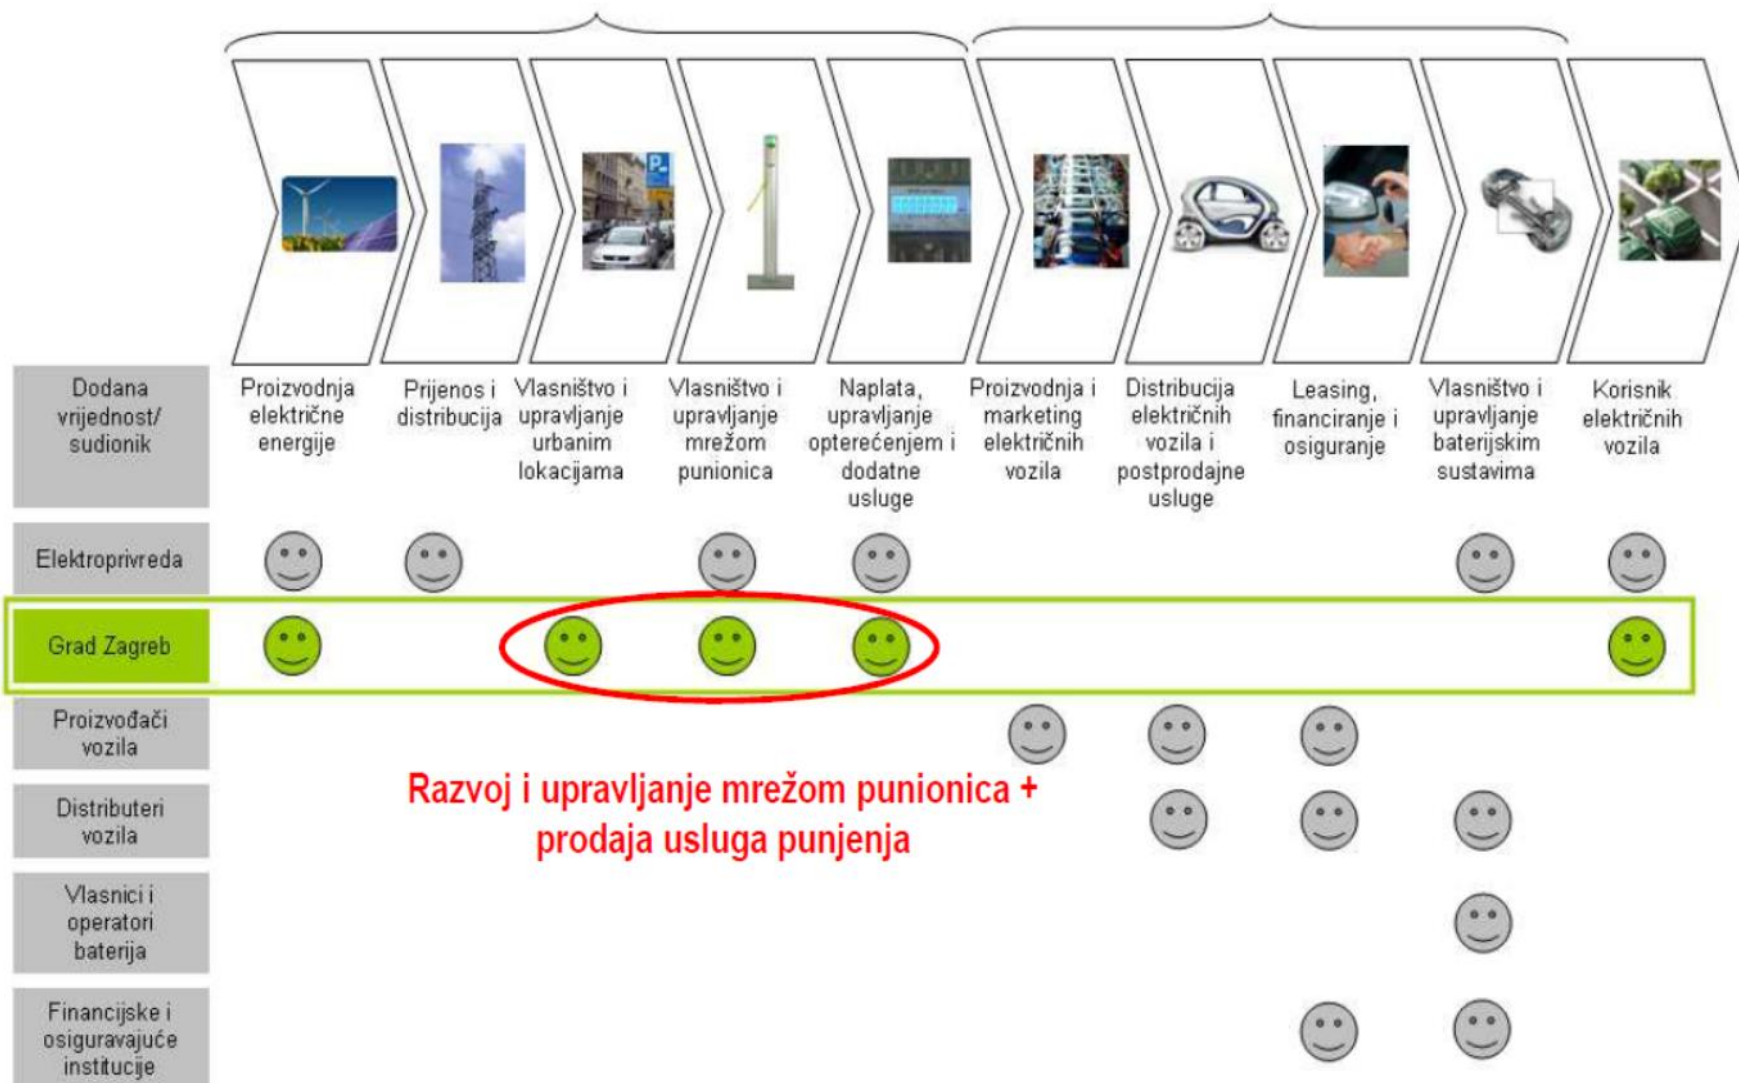 Dodana
vrijednost/
sudionik
Proizvodnja
električne
energije
Prijenos i
distribucija
Vlasništvo i
upravljanje
urbanim
lokacijama
Vlasništvo i
upravljanje
mrežom
punionica
Naplata,
upravljanje
opterećenjem i
dodatne
usluge
Proizvodnja i
marketing
električnih
vozila
Distribucija
električnih
vozila i
postprodajne
usluge
Leasing,
financiranje i
osiguranje
Vlasništvo i
upravljanje
baterijskim
sustavima
Korisnik
električnih
vozila
Elektroprivreda
Grad Zagreb
Proizvođači
vozila
Razvoj i upravljanje mrežom punionica +
prodaja usluga punjenja
Distributeri
vozila
Vlasnici i
operatori
baterija
Financijske i
osiguravajuće
institucije
P